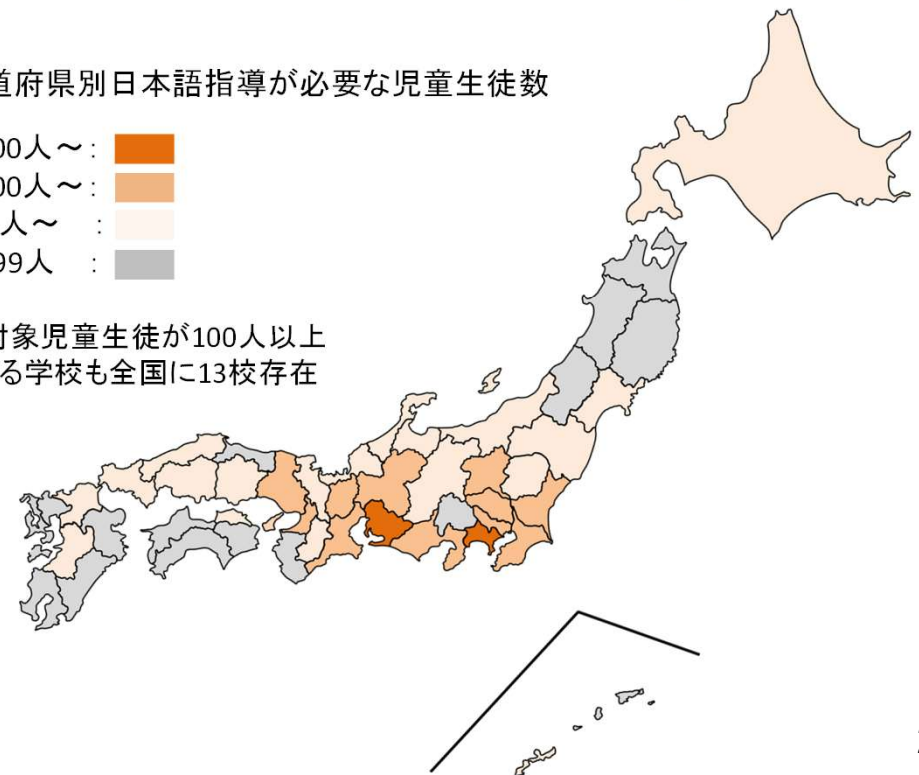 道府県別日本語指導が必要な児童生徒数
00人～：
00人～：
人～ ：
99人 ：
対象児童生徒が100人以上
る学校も全国に13校存在